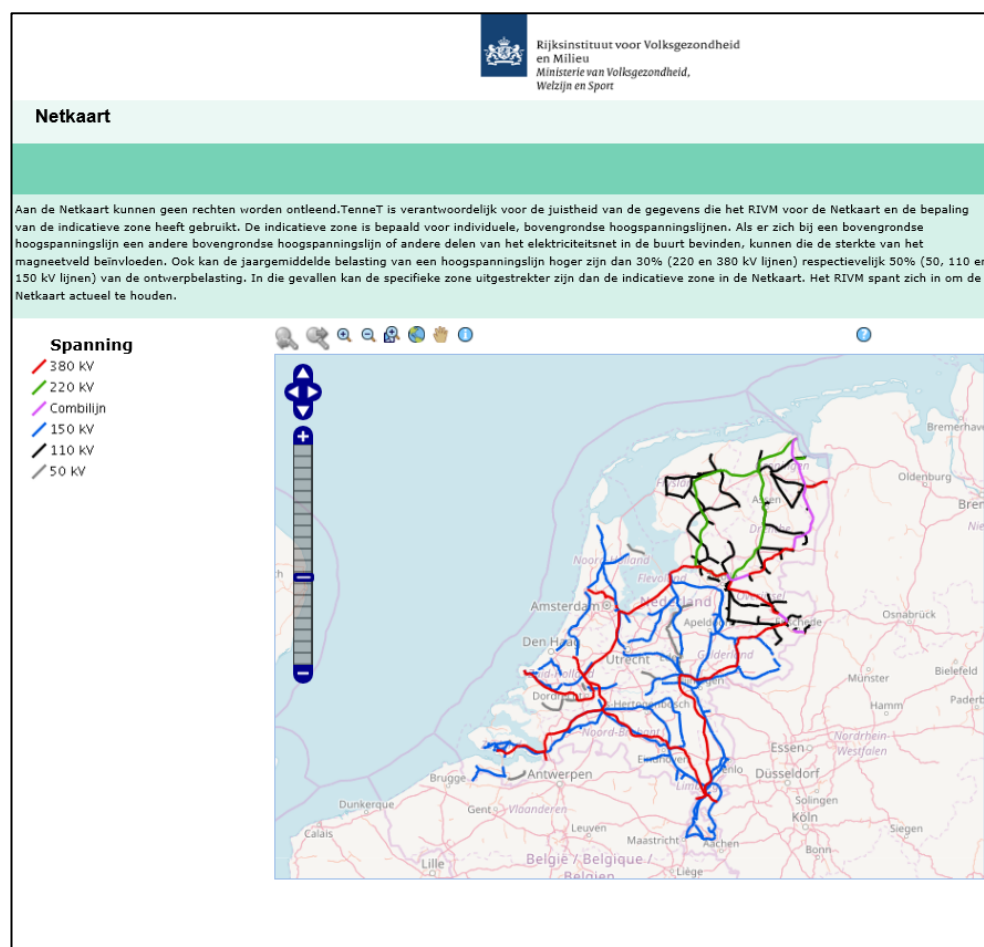 Rijksinstituut voor Volksgezondheid
en Milieu
Ministerie van Volksgezondheid,
Welzijn en Sport
Netkaart
Aan de Netkaart kunnen geen rechten worden ontleend.TenneT is verantwoordelijk voor de juistheid van de gegevens die het RIVM voor de Netkaart en de bepaling
van de indicatieve zone heeft gebruikt. De indicatieve zone is bepaald voor individuele, bovengrondse hoogspanningslijnen. Als er zich bij een bovengrondse
hoogspanningslijn een andere bovengrondse hoogspanningslijn of andere delen van het elektriciteitsnet in de buurt bevinden, kunnen die de sterkte van het
magneetveld beïnvloeden. Ook kan de jaargemiddelde belasting van een hoogspanningslijn hoger zijn dan 30% (220 en 380 kV lijnen) respectievelijk 50% (50, 110 en
150 kV lijnen) van de ontwerpbelasting. In die gevallen kan de specifieke zone uitgestrekter zijn dan de indicatieve zone in de Netkaart. Het RIVM spant zich in om de
Netkaart actueel te houden.
Spanning
380 kV
220 kV
Combilijn
150 kV
110 kV
50 kV
Bremerhave
Oldenburg
Brem
Assen
Noord-Holland
Flevoland
Amsterdam
Nederland
Osnabrück
Apeldoorn
Enschede
Den Haag
Utrecht
Gelderland
Bielefeld
Münster
Paderb
Hamm
's-Hertogenbosch
Noord-Brabant
Nordrhein-
Westfalen
Essen
Brugge
Antwerpen
Düsseldorf
Dunkerque
Gent
Vlaanderen
Solingen
Köln
Calais
Leuven
Siegen
Maastricht
Aachen
Bonn
Lille
België / Belgique /
Belgien
Liège